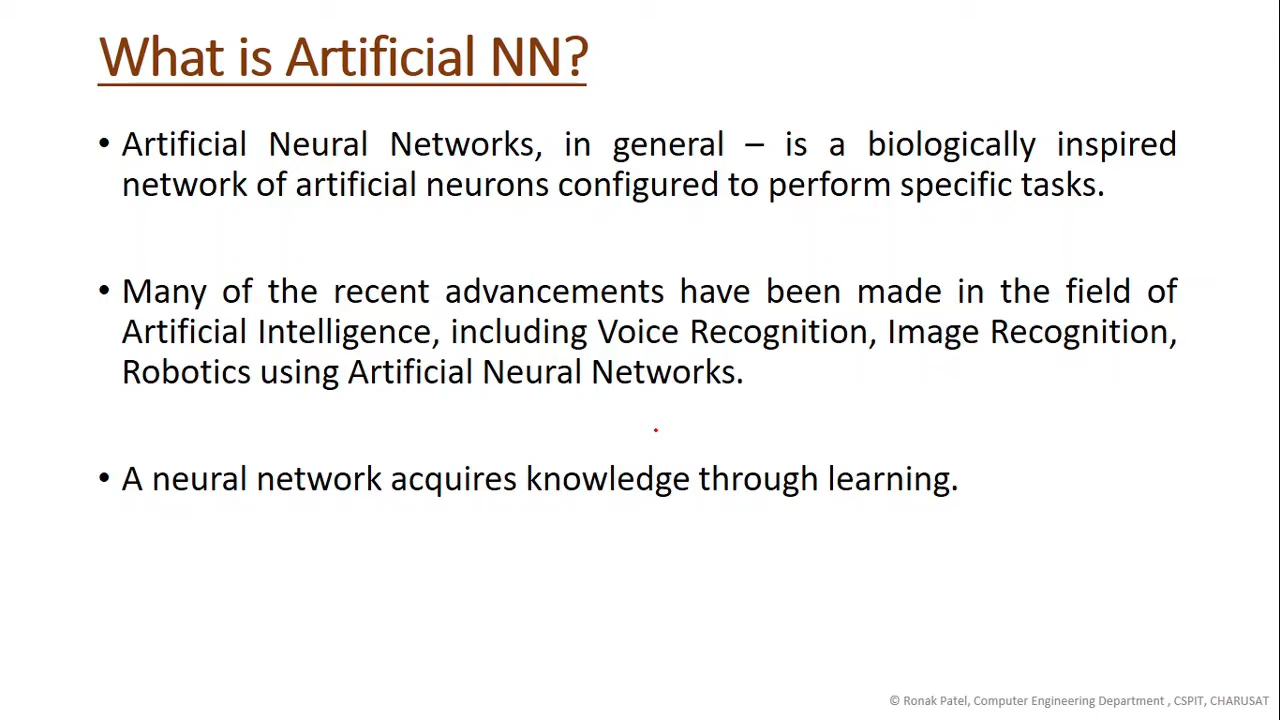 What is Artificial NN?
• Artificial Neural Networks, in general – is a biologically inspired
network of artificial neurons configured to perform specific tasks.
• Many of the recent advancements have been made in the field of
Artificial Intelligence, including Voice Recognition, Image Recognition,
Robotics using Artificial Neural Networks.
• A neural network acquires knowledge through learning.
© Ronak Patel, Computer Engineering Department , CSPIT, CHARUSAT